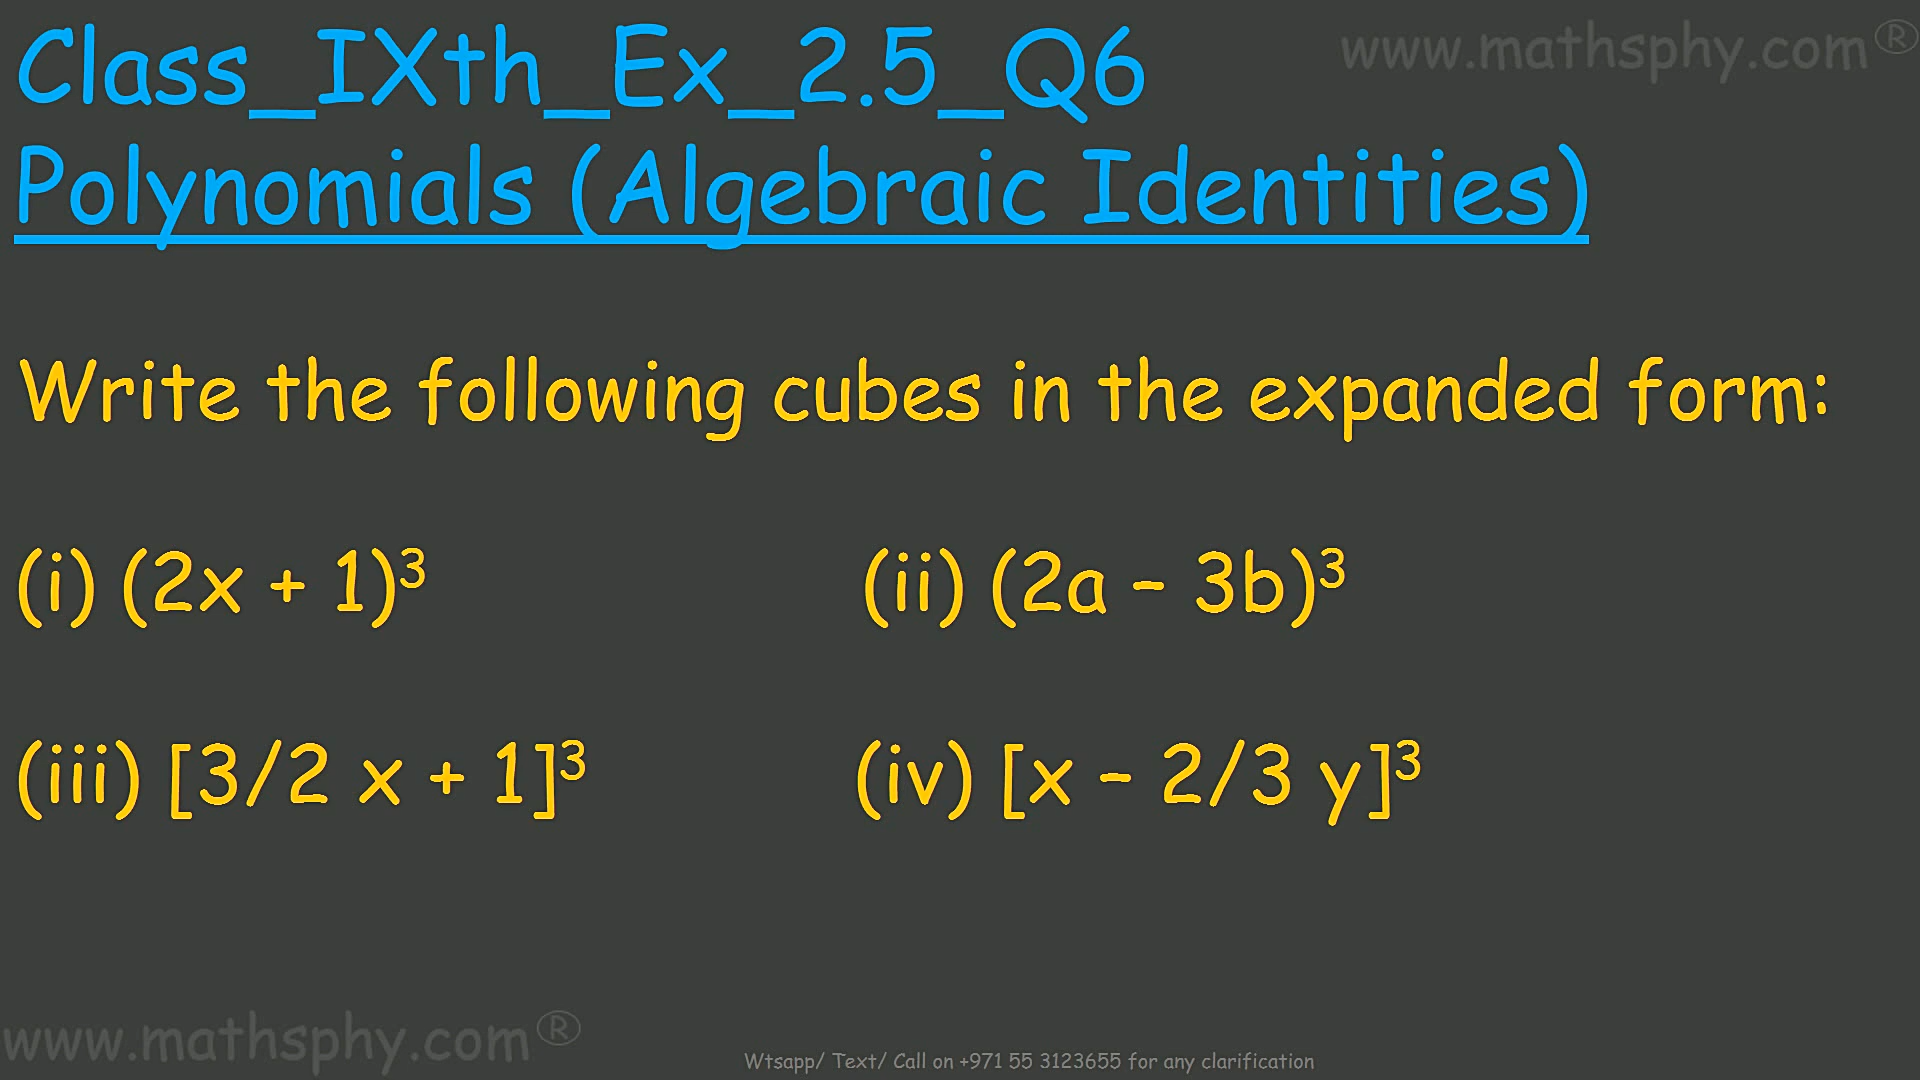 Class_IXth_Ex_2.5_Q6
www.mathsphy.com®
Polynomials (Algebraic Identities)
Write the following cubes in the expanded form:
(i) (2x + 1)³ (ii) (2a – 3b)³
(iii) [3/2 x + 1]³ (iv) [x – 2/3 y]³
www.mathsphy.com®
Wtsapp/ Text/ Call on +971 55 3123655 for any clarification